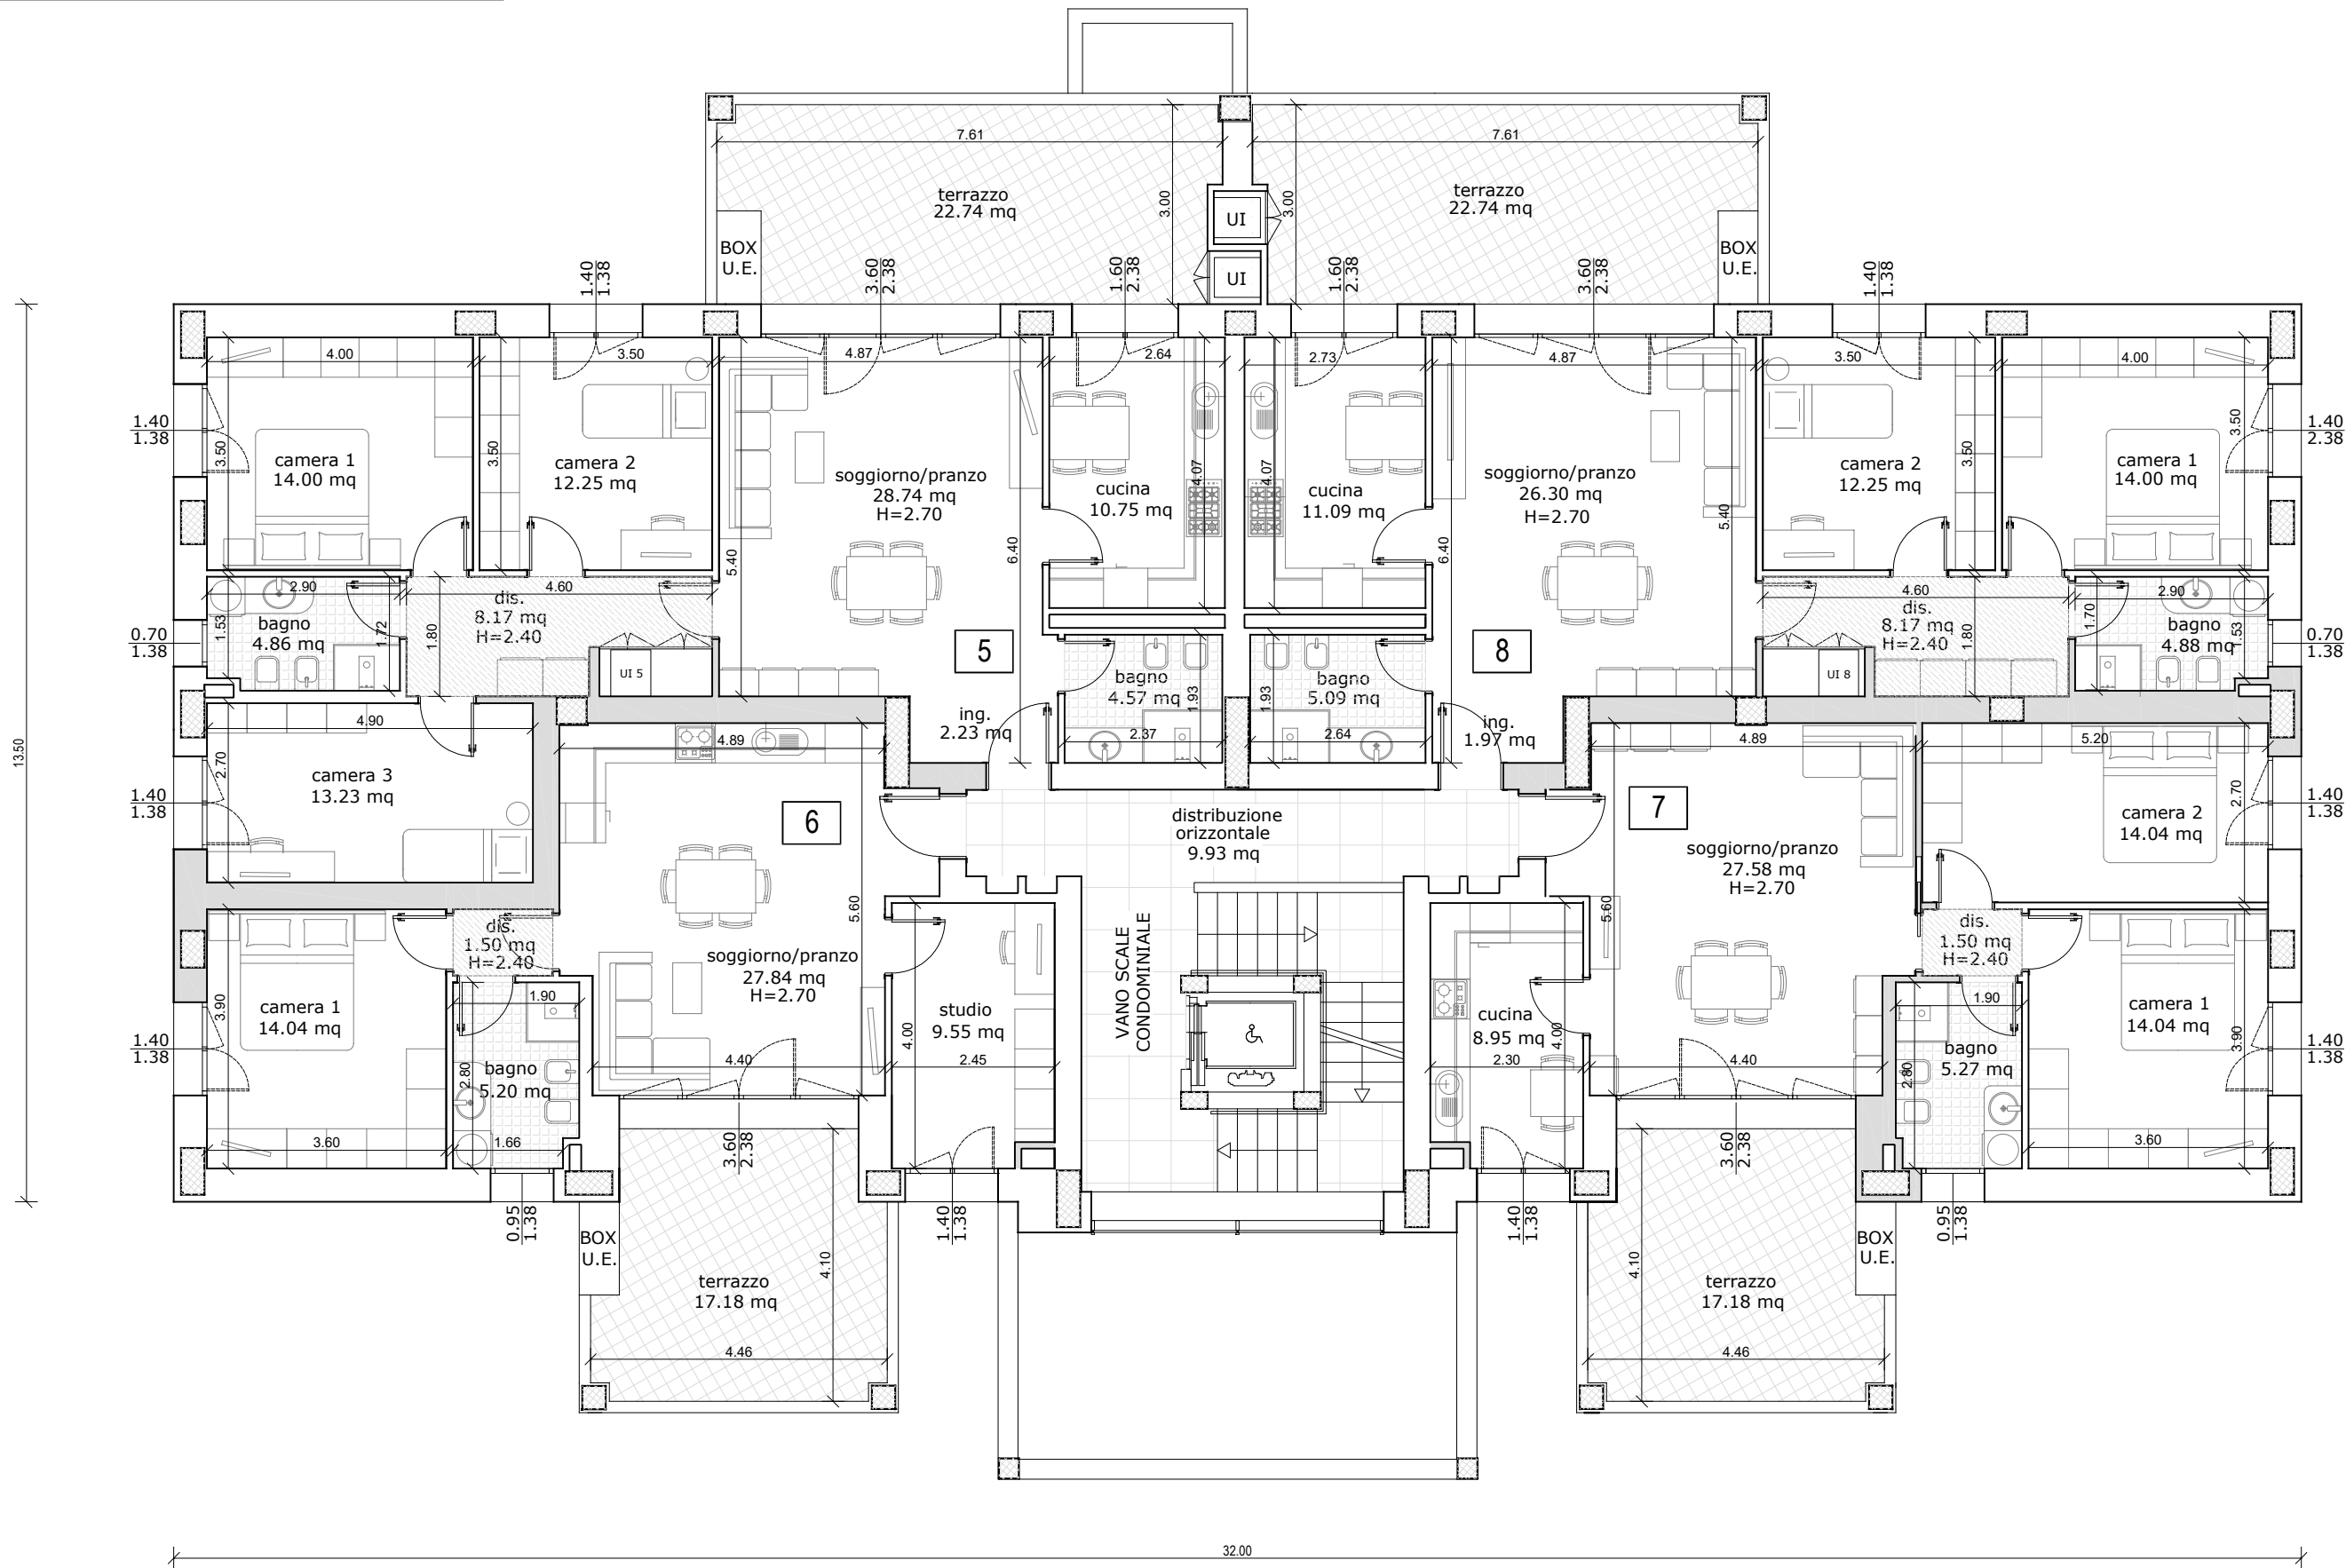 7.61
7.61
terrazzo
22.74 mq
3.00
UI
3.00
terrazzo
22.74 mq
BOX
U.E.
UI
BOX
U.E.
1.40
1.38
3.60
2.38
1.60
2.38
1.60
2.38
3.60
2.38
1.40
1.38
4.00
3.50
4.87
2.64
2.73
4.87
3.50
4.00
1.40
1.38
3.50
camera 1
14.00 mq
3.50
camera 2
12.25 mq
soggiorno/pranzo
28.74 mq
H=2.70
5.40
6.40
cucina
10.75 mq
4.07
4.07
cucina
11.09 mq
6.40
soggiorno/pranzo
26.30 mq
H=2.70
5.40
camera 2
12.25 mq
3.50
camera 1
14.00 mq
3.50
1.40
2.38
2.90
4.60
0.70
1.38
1.53
bagno
4.86 mq
1.72
1.80
dis.
8.17 mq
H=2.40
UI 5
5
8
4.60
2.90
dis.
8.17 mq
H=2.40
1.80
UI 8
1.70
bagno
4.88 mq
1.53
0.70
1.38
ing.
2.23 mq
bagno
4.57 mq
1.93
2.37
1.93
bagno
5.09 mq
2.64
ing.
1.97 mq
13.50
4.90
1.40
1.38
2.70
camera 3
13.23 mq
4.89
6
5.60
distribuzione
orizzontale
9.93 mq
7
4.89
soggiorno/pranzo
27.58 mq
H=2.70
5.60
5.20
camera 2
14.04 mq
2.70
1.40
1.38
dis.
1.50 mq
H=2.40
soggiorno/pranzo
27.84 mq
H=2.70
VANO SCALE
CONDOMINIALE
dis.
1.50 mq
H=2.40
1.40
1.38
3.90
camera 1
14.04 mq
3.60
1.90
2.80
bagno
5.20 mq
1.66
4.40
studio
9.55 mq
4.00
2.45
cucina
8.95 mq
4.00
2.30
4.40
1.90
2.80
bagno
5.27 mq
camera 1
14.04 mq
3.90
3.60
1.40
1.38
0.95
1.38
3.60
2.38
1.40
1.38
1.40
1.38
3.60
2.38
0.95
1.38
BOX
U.E.
terrazzo
17.18 mq
4.10
4.46
BOX
U.E.
terrazzo
17.18 mq
4.10
4.46
32.00